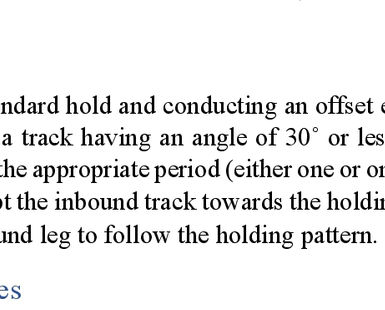 ndard hold and conducting an offset e
a track having an angle of 30˚ or les
the appropriate period (either one or or
ot the inbound track towards the holdin
und leg to follow the holding pattern.
es